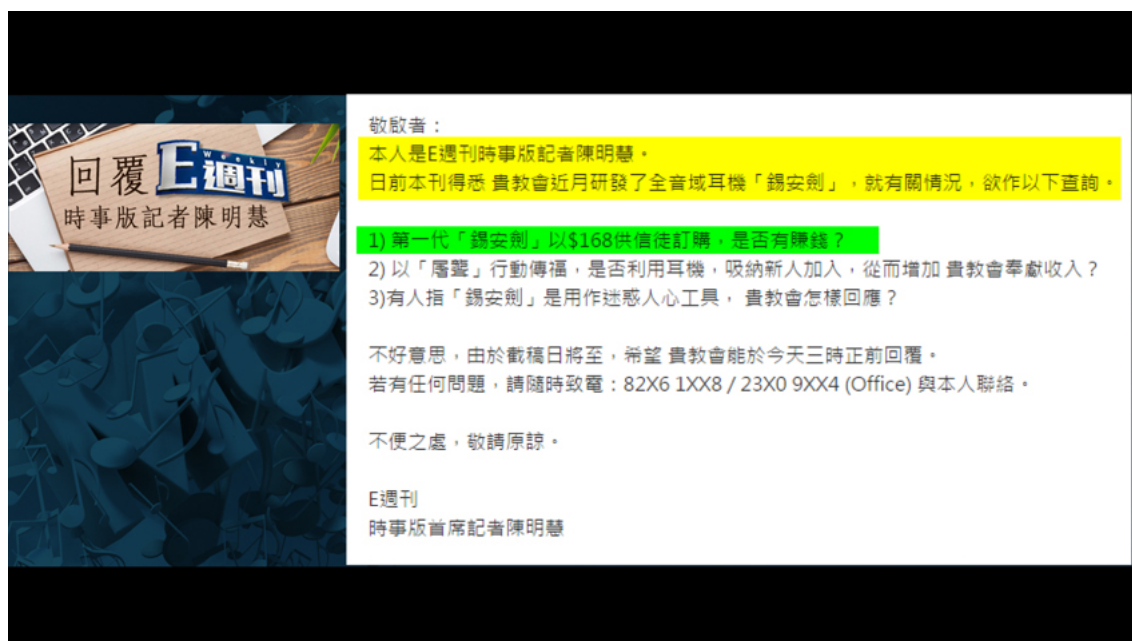 回覆E週刊
Weekly
時事版記者陳明慧
敬啟者：
本人是E週刊時事版記者陳明慧。
日前本刊得悉 貴教會近月研發了全音域耳機「錫安劍」，就有關情況，欲作以下查詢。
1) 第一代「錫安劍」以$168供信徒訂購，是否有賺錢？
2) 以「屠聾」行動傳福，是否利用耳機，吸納新人加入，從而增加 貴教會奉獻收入？
3)有人指「錫安劍」是用作迷惑人心工具， 貴教會怎樣回應？
不好意思，由於截稿日將至，希望 貴教會能於今天三時正前回覆。
若有任何問題，請隨時致電：82X6 1XX8 / 23X0 9XX4 (Office) 與本人聯絡。
不便之處，敬請原諒。
E週刊
時事版首席記者陳明慧